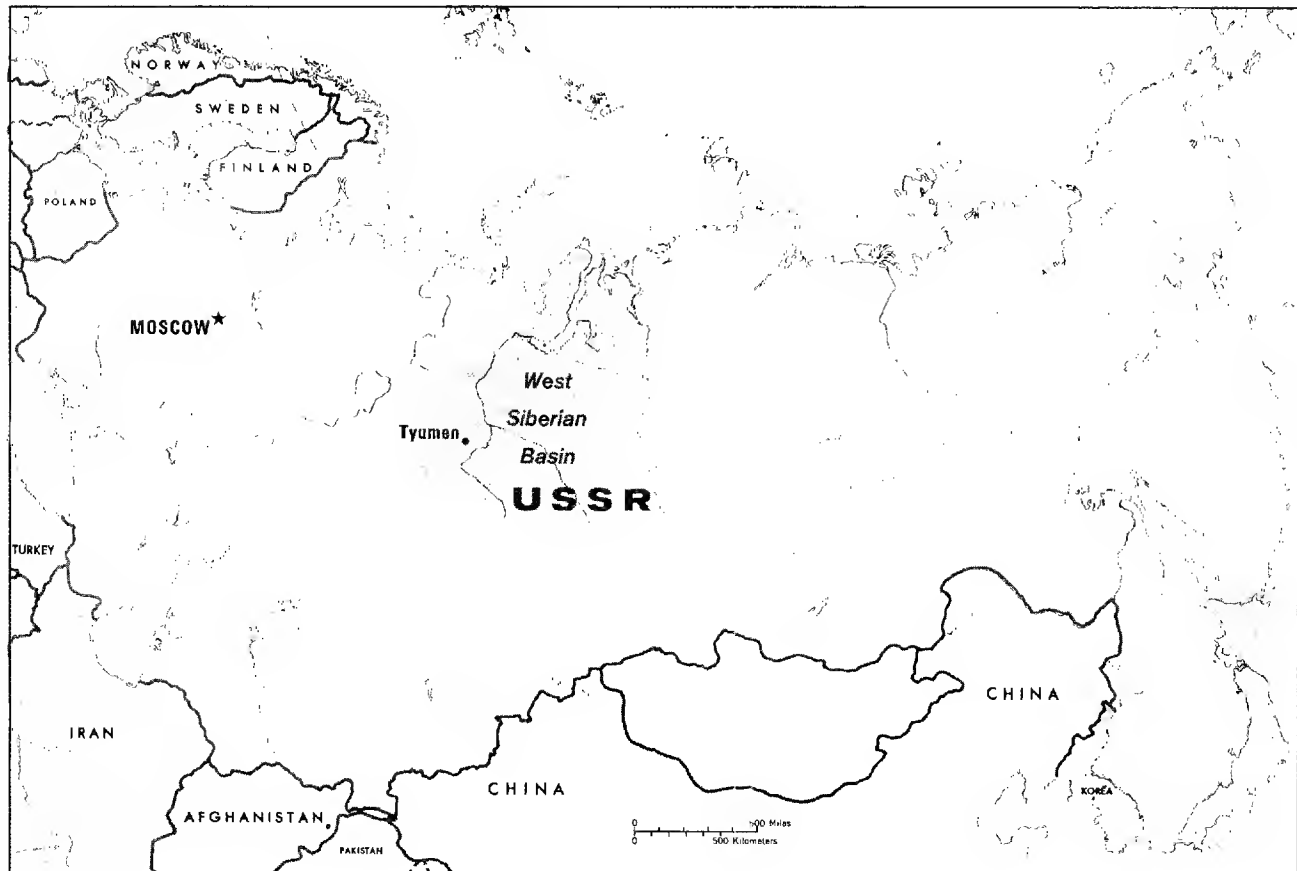 NORWAY
SWEDEN
FINLAND
POLAND
MOSCOW
West
Siberian
Basin
Tyumen
USSR
TURKEY
IRAN
CHINA
CHINA
AFGHANISTAN
PAKISTAN
KOREA
0 500 Miles
0 500 Kilometers